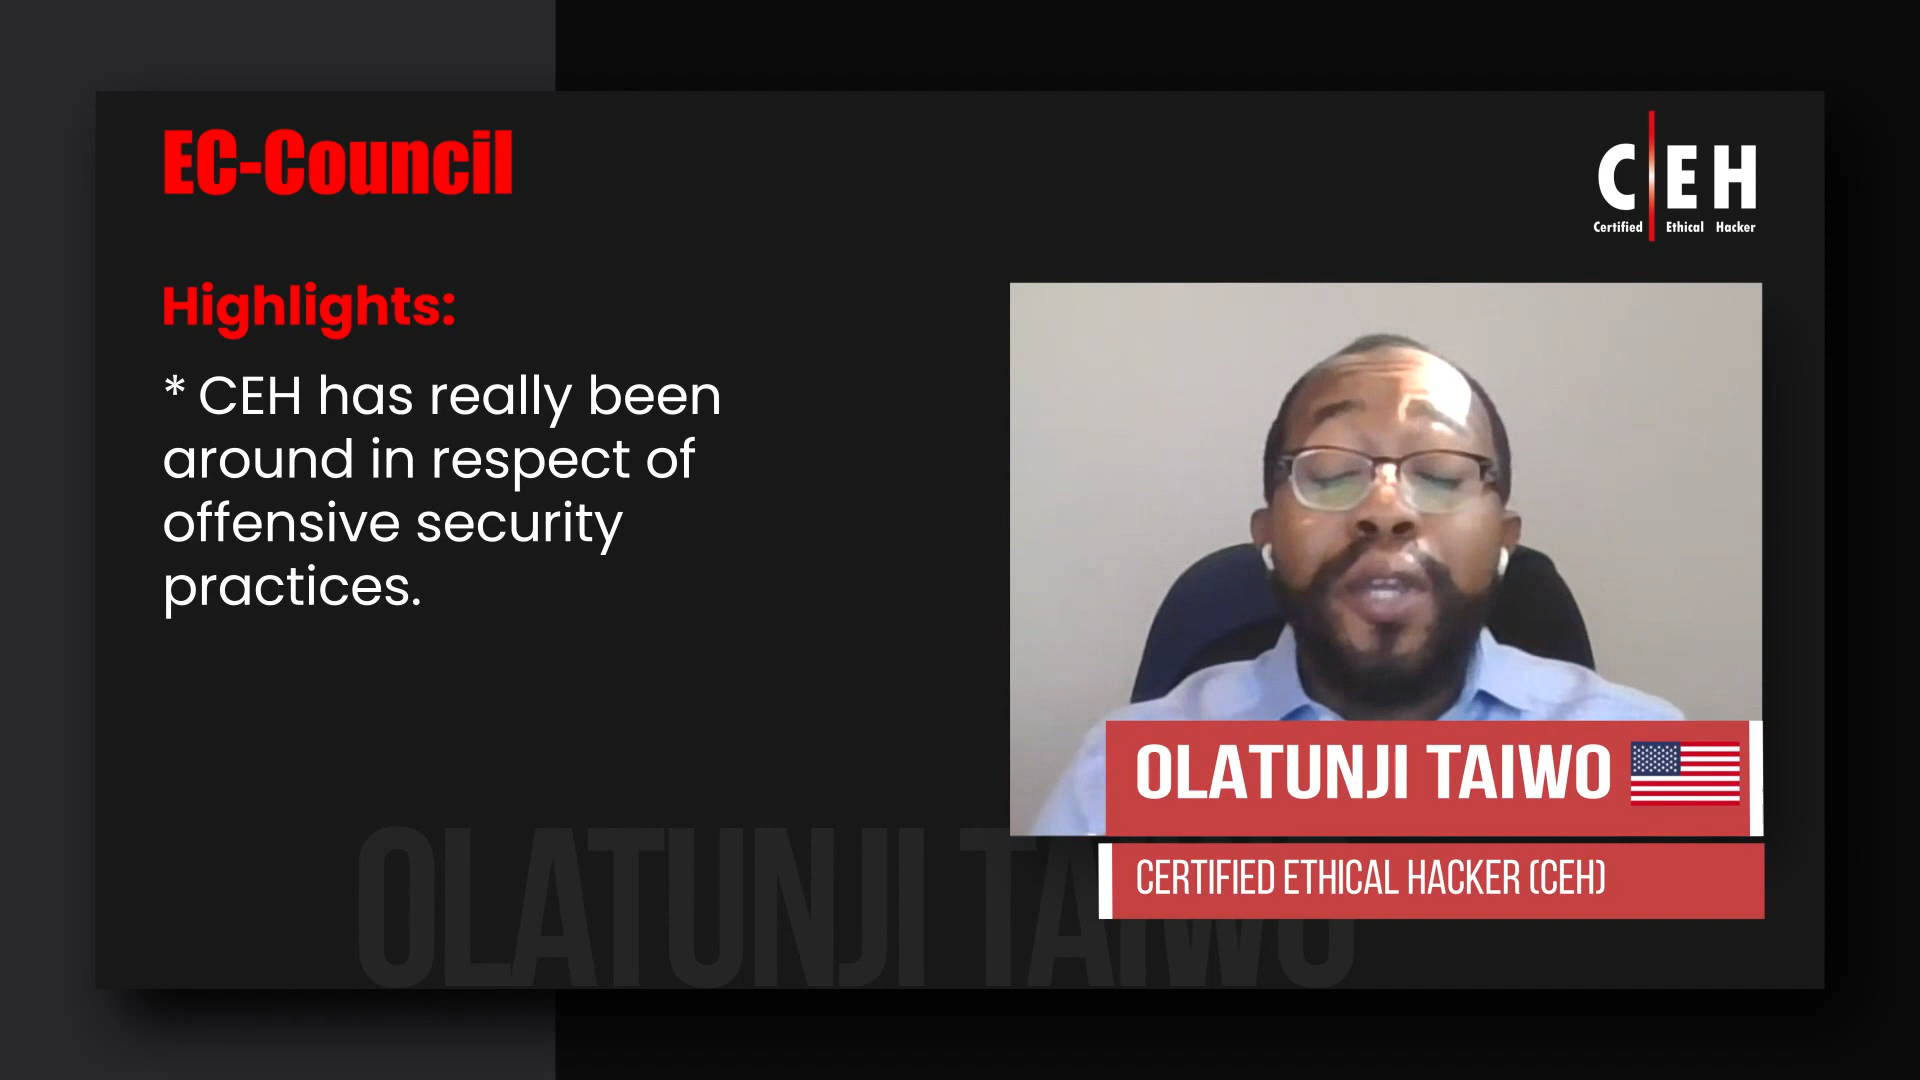 EC-Council
C EH
Certified Ethical Hacker
Highlights:
* CEH has really been
around in respect of
offensive security
practices.
OLATUNJI TAIWO
CERTIFIED ETHICAL HACKER (CEH)
OLATUNJI TAIWO